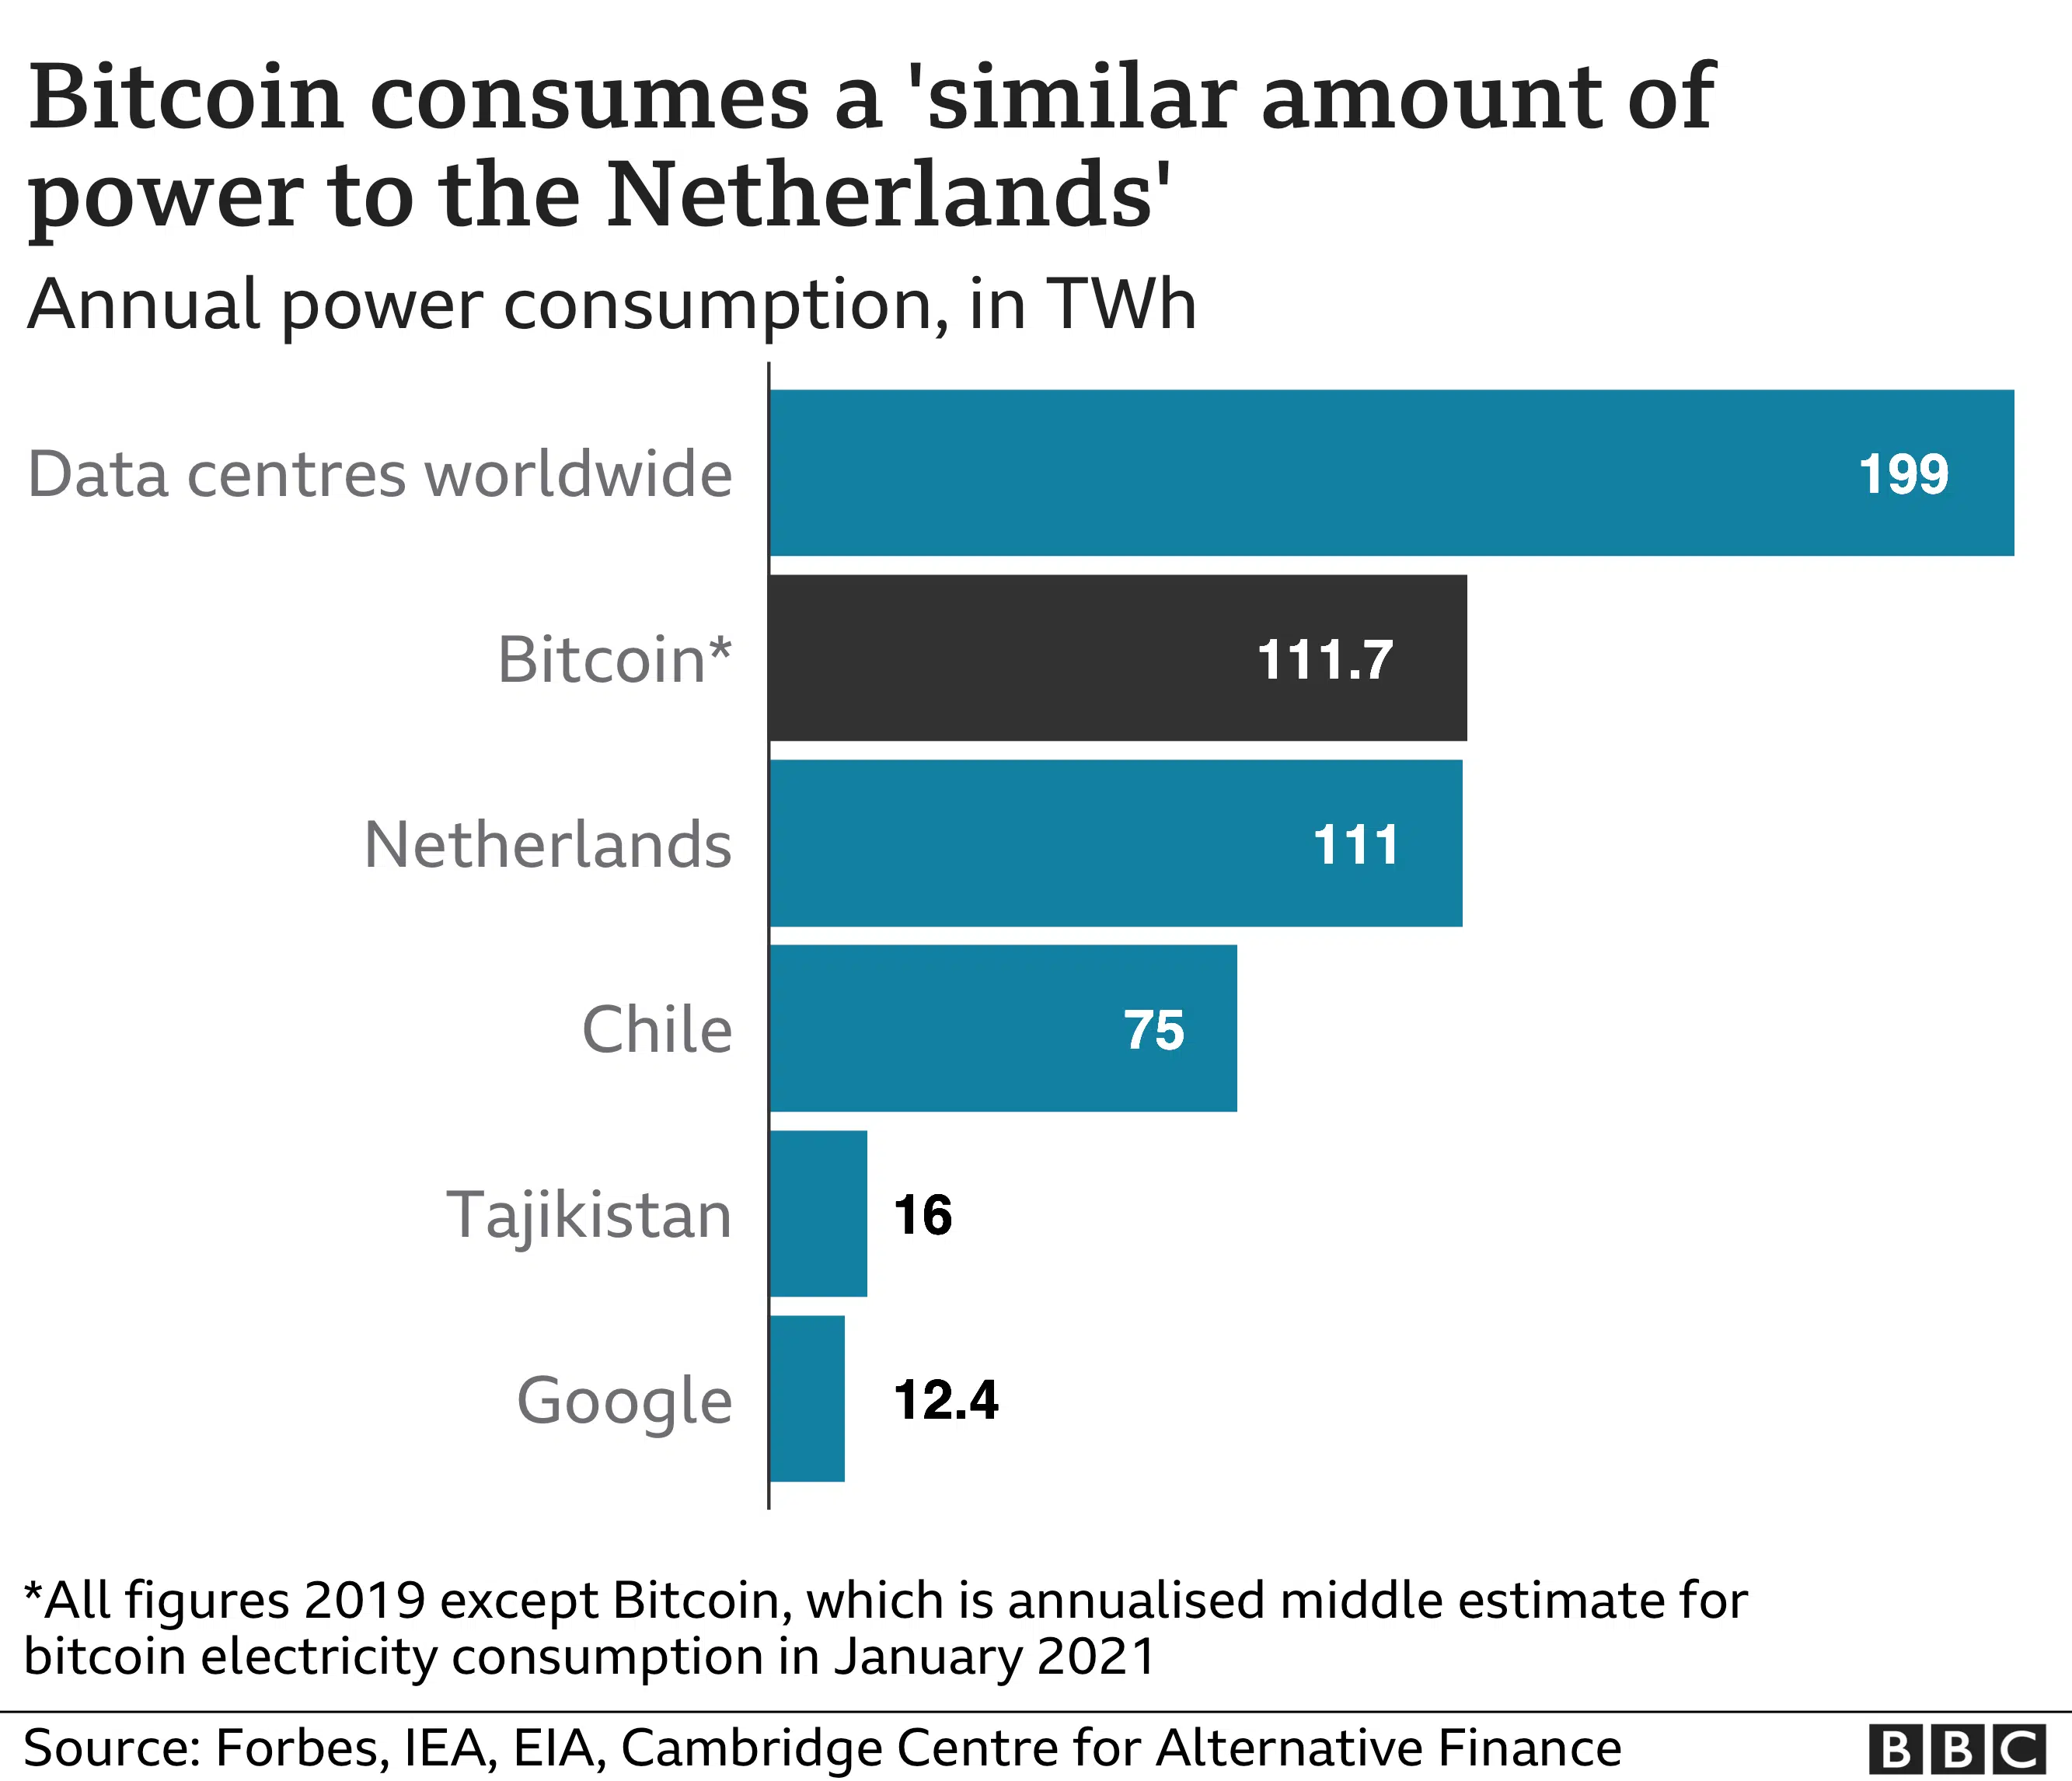 Bitcoin consumes a 'similar amount of
power to the Netherlands'
Annual power consumption, in TWh
Data centres worldwide 199
Bitcoin* 111.7
Netherlands 111
Chile 75
Tajikistan 16
Google 12.4
*All figures 2019 except Bitcoin, which is annualised middle estimate for
bitcoin electricity consumption in January 2021
Source: Forbes, IEA, EIA, Cambridge Centre for Alternative Finance BBC